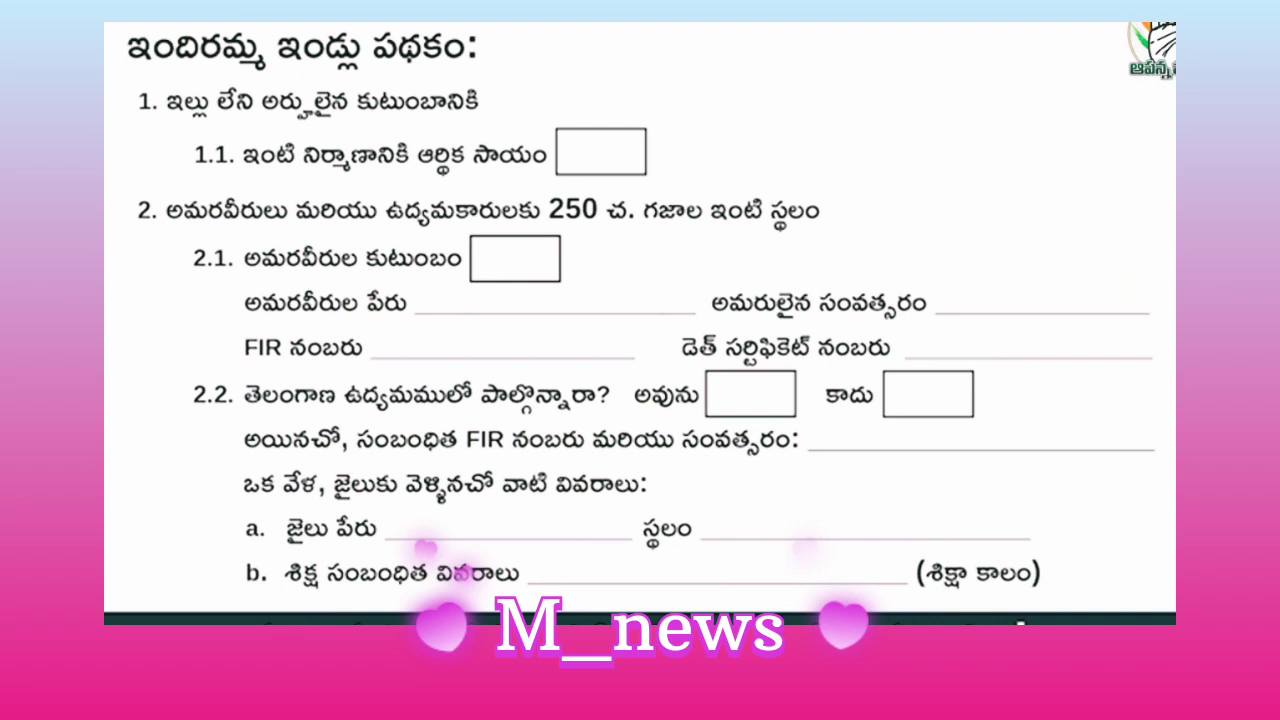 ఇందిరమ్మ ఇండ్లు పథకం:
1. ఇల్లు లేని అర్హులైన కుటుంబానికి
1.1. ఇంటి నిర్మాణానికి ఆర్థిక సాయం
2. అమరవీరులు మరియు ఉద్యమకారులకు 250 చ. గజాల ఇంటి స్థలం
2.1. అమరవీరుల కుటుంబం
అమరవీరుల పేరు అమరులైన సంవత్సరం
FIR నంబరు డెత్ సర్టిఫికెట్ నంబరు
2.2. తెలంగాణ ఉద్యమములో పాల్గొన్నారా? అవును కాదు
అయినచో, సంబంధిత FIR నంబరు మరియు సంవత్సరం:
ఒక వేళ, జైలుకు వెళ్ళినచో వాటి వివరాలు:
a. జైలు పేరు స్థలం
b. శిక్ష సంబంధిత వివరాలు (శిక్షా కాలం)
M_news